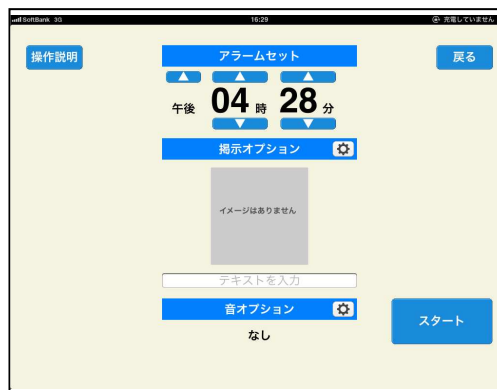 SoftBank 3G 16:29 充電していません
操作説明 アラームセット 戻る
午後 04 時 28 分
掲示オプション
イメージはありません
テキストを入力
音オプション
スタート
なし